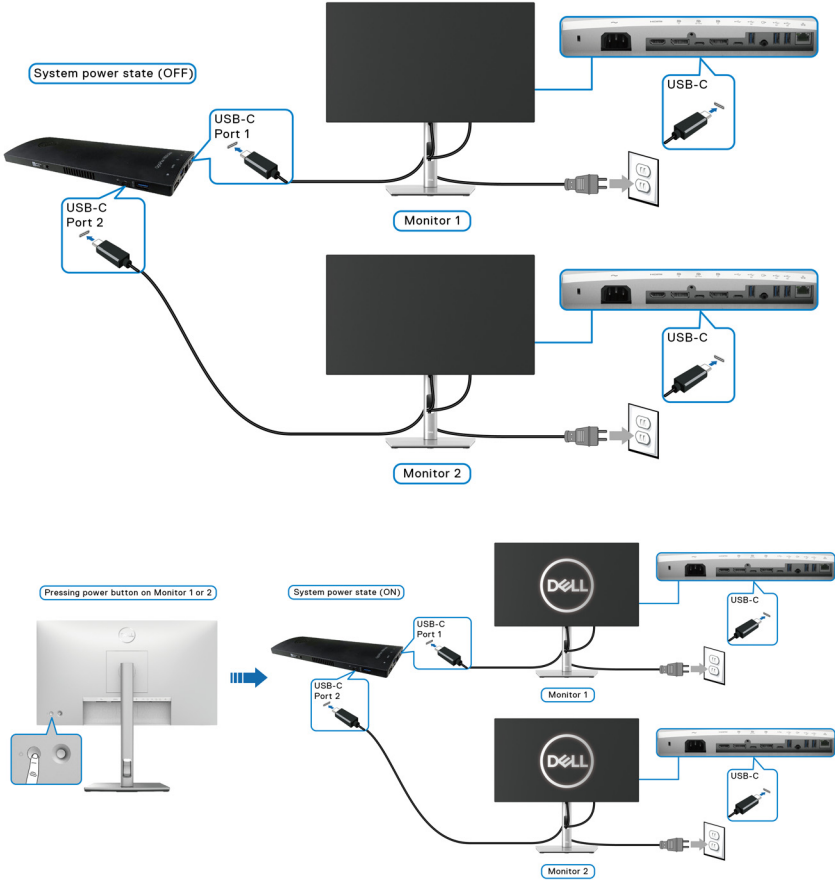 System power state (OFF)
USB-C
Port 1
USB-C
Monitor 1
USB-C
Port 2
USB-C
Monitor 2
Pressing power button on Monitor 1 or 2
System power state (ON)
DELL
USB-C
Port 1
USB-C
Monitor 1
USB-C
Port 2
DELL
USB-C
Monitor 2